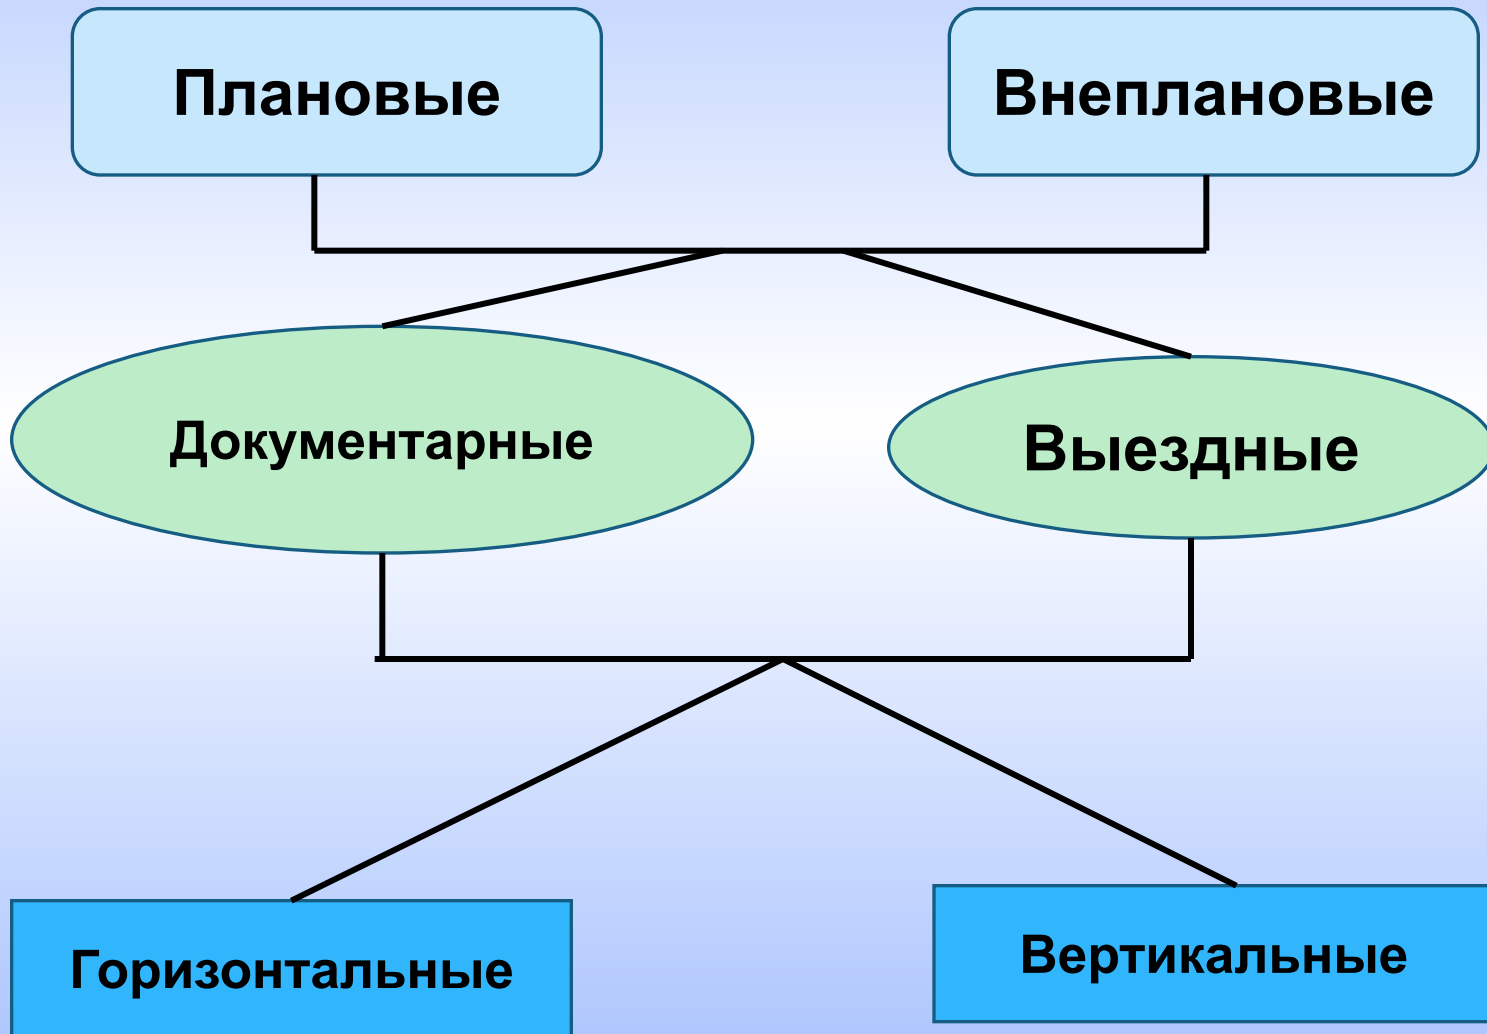 Плановые
Внеплановые
Документарные
Выездные
Горизонтальные
Вертикальные